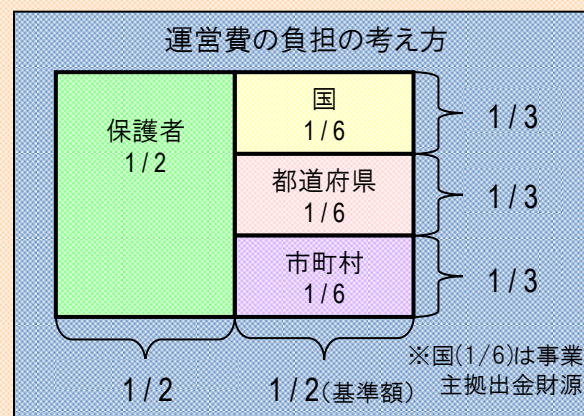 運営費の負担の考え方
保護者
1/2
国
1/6
1/3
都道府県
1/6
1/3
市町村
1/6
1/3
1/2
1/2(基準額)
※国(1/6)は事業
主拠出金財源